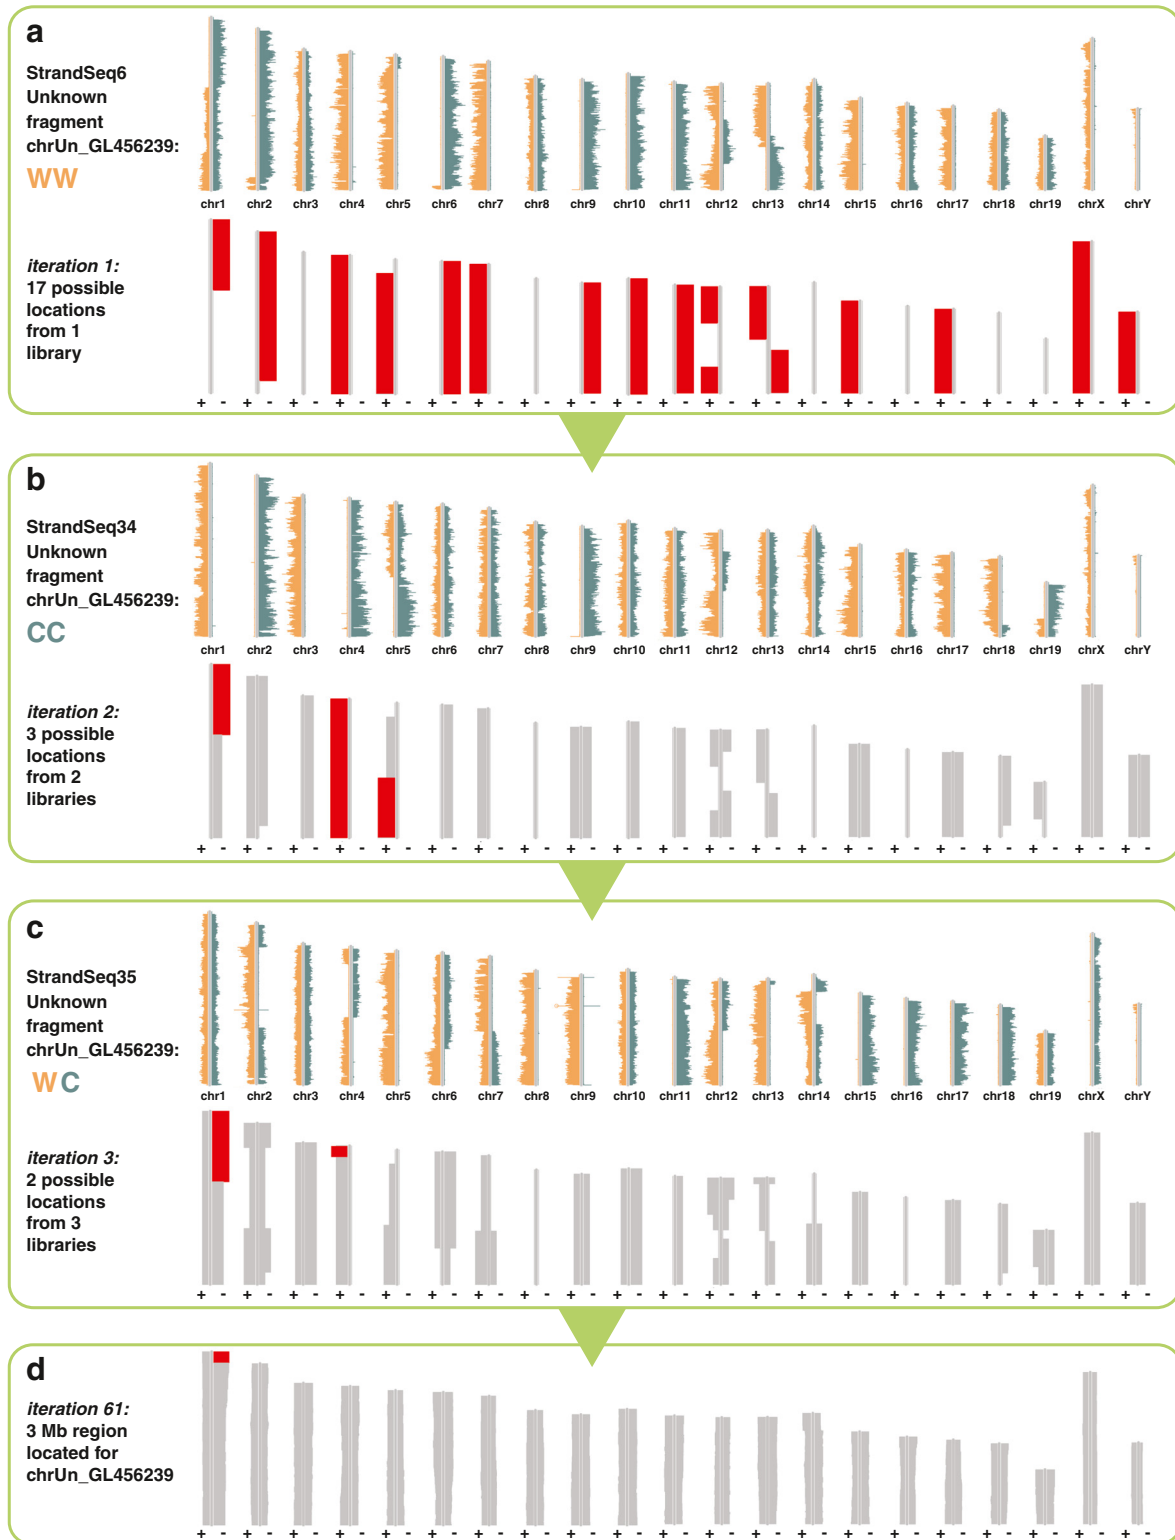 a
StrandSeq6
Unknown
fragment
chrUn_GL456239:
WW
chr1 chr2 chr3 chr4 chr5 chr6 chr7 chr8 chr9 chr10 chr11 chr12 chr13 chr14 chr15 chr16 chr17 chr18 chr19 chrX chrY
iteration 1:
17 possible
locations
from 1
library
+ - + - + - + - + - + - + - + - + - + - + - + - + - + - + - + - + - + - + - + - + -
b
StrandSeq34
Unknown
fragment
chrUn_GL456239:
CC
chr1 chr2 chr3 chr4 chr5 chr6 chr7 chr8 chr9 chr10 chr11 chr12 chr13 chr14 chr15 chr16 chr17 chr18 chr19 chrX chrY
iteration 2:
3 possible
locations
from 2
libraries
+ - + - + - + - + - + - + - + - + - + - + - + - + - + - + - + - + - + - + - + - + -
c
StrandSeq35
Unknown
fragment
chrUn_GL456239:
WC
chr1 chr2 chr3 chr4 chr5 chr6 chr7 chr8 chr9 chr10 chr11 chr12 chr13 chr14 chr15 chr16 chr17 chr18 chr19 chrX chrY
iteration 3:
2 possible
locations
from 3
libraries
+ - + - + - + - + - + - + - + - + - + - + - + - + - + - + - + - + - + - + - + - + -
d
iteration 61:
3 Mb region
located for
chrUn_GL456239
+ - + - + - + - + - + - + - + - + - + - + - + - + - + - + - + - + - + - + - + - + -